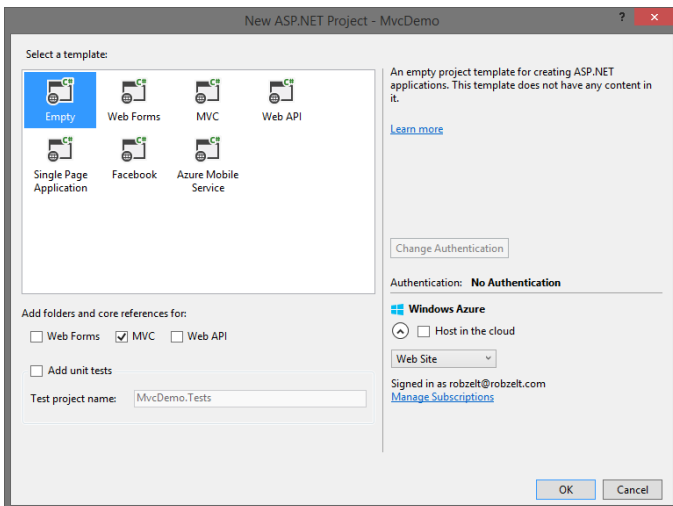 New ASP.NET Project - MvcDemo
? ×
Select a template:
C# C# C# C#
Empty Web Forms MVC Web API
C# C# C#
Single Page Application Facebook Azure Mobile Service
An empty project template for creating ASP.NET
applications. This template does not have any content in
it.
Learn more
Change Authentication
Authentication: No Authentication
Windows Azure
Host in the cloud
Web Site
Signed in as robzelt@robzelt.com
Manage Subscriptions
Add folders and core references for:
Web Forms MVC Web API
Add unit tests
Test project name: MvcDemo.Tests
OK Cancel